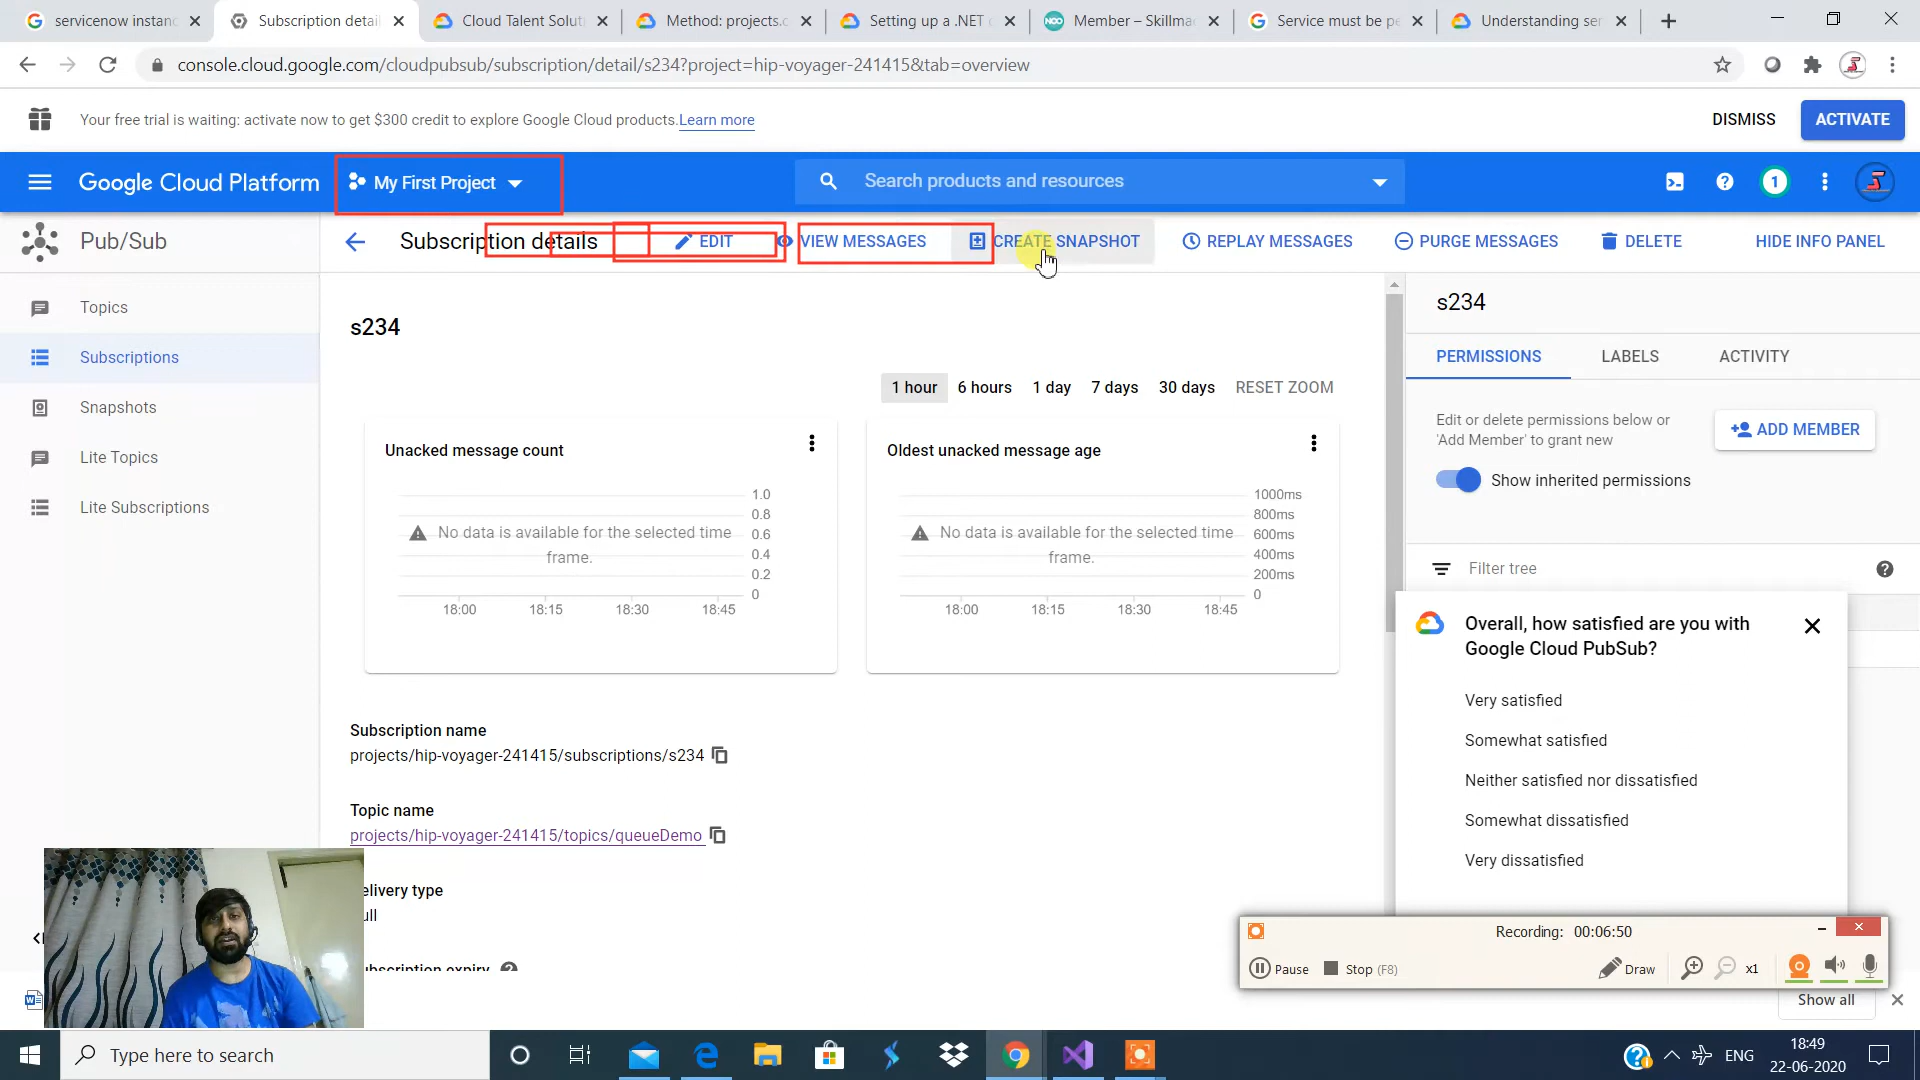 servicenow instanc
Subscription detai
Cloud Talent Soluti
Method: projects.c
Setting up a .NET
Member – Skillma
Service must be pe
Understanding ser
console.cloud.google.com/cloudpubsub/subscription/detail/s234?project=hip-voyager-241415&tab=overview
Your free trial is waiting: activate now to get $300 credit to explore Google Cloud products. Learn more
DISMISS
ACTIVATE
Google Cloud Platform
My First Project
Search products and resources
1
Pub/Sub
Subscription details
EDIT
VIEW MESSAGES
CREATE SNAPSHOT
REPLAY MESSAGES
PURGE MESSAGES
DELETE
HIDE INFO PANEL
Topics
Subscriptions
Snapshots
Lite Topics
Lite Subscriptions
s234
1 hour 6 hours 1 day 7 days 30 days RESET ZOOM
Unacked message count
1.0
0.8
0.6
0.4
0.2
0
No data is available for the selected time
frame.
18:00 18:15 18:30 18:45
Oldest unacked message age
1000ms
800ms
600ms
400ms
200ms
0
No data is available for the selected time
frame.
18:00 18:15 18:30 18:45
Subscription name
projects/hip-voyager-241415/subscriptions/s234
Topic name
projects/hip-voyager-241415/topics/queueDemo
elivery type
ull
ubscription expiry
s234
PERMISSIONS LABELS ACTIVITY
Edit or delete permissions below or
'Add Member' to grant new
ADD MEMBER
Show inherited permissions
Filter tree
Overall, how satisfied are you with
Google Cloud PubSub?
Very satisfied
Somewhat satisfied
Neither satisfied nor dissatisfied
Somewhat dissatisfied
Very dissatisfied
Recording: 00:06:50
Pause Stop (F8) Draw x1
Show all
Type here to search
ENG
18:49
22-06-2020